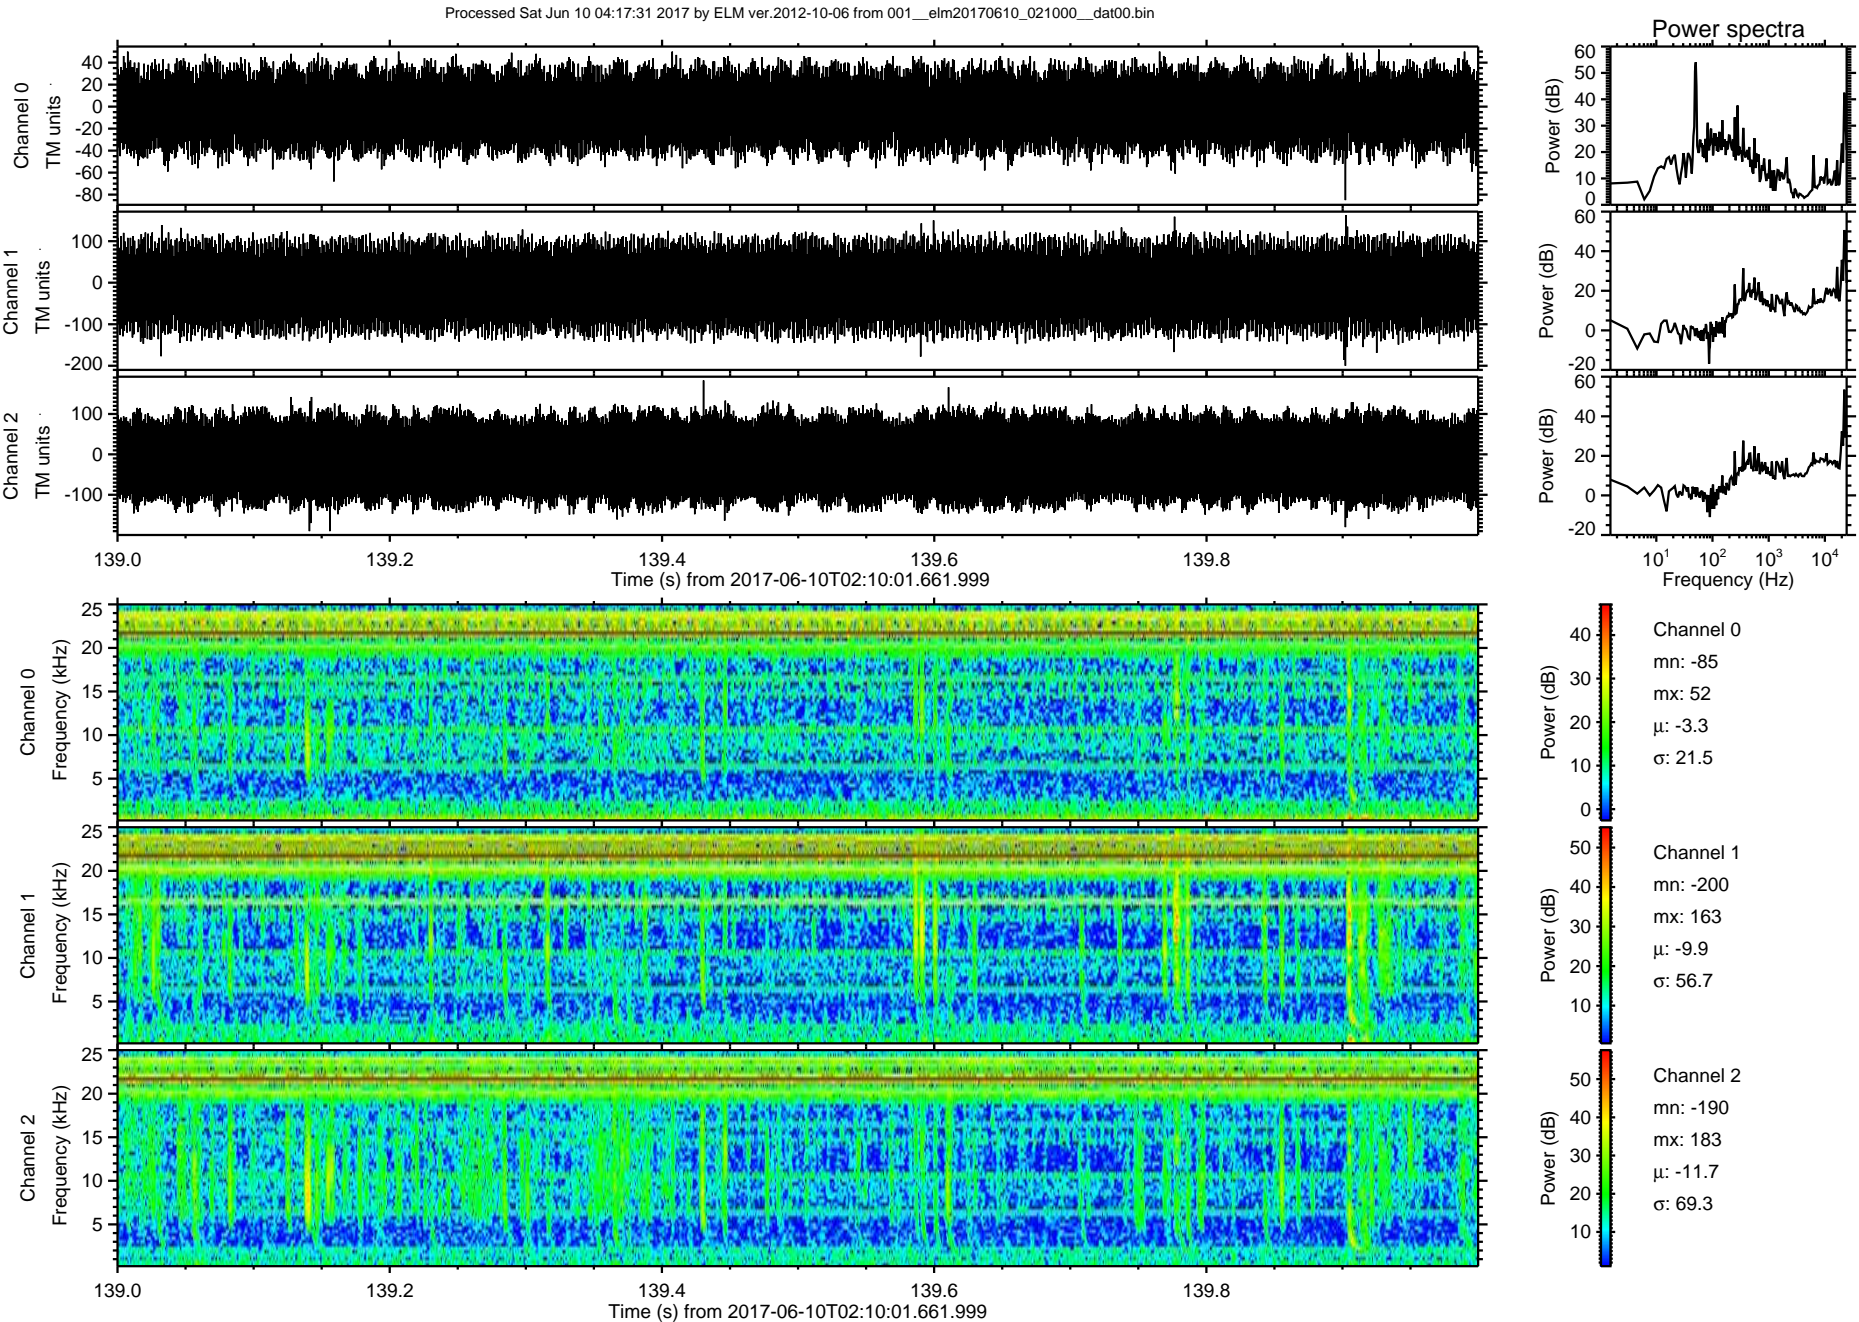 Processed Sat Jun 10 04:17:31 2017 by ELM ver.2012-10-06 from 001__elm20170610_021000__dat00.bin
Power spectra
Channel 0
TM units
40
20
0
-20
-40
-60
-80
Power (dB)
60
50
40
30
20
10
0
Channel 1
TM units
100
0
-100
-200
Power (dB)
60
40
20
0
-20
Channel 2
TM units
100
0
-100
Power (dB)
60
40
20
0
-20
139.0 139.2 139.4 139.6 139.8
Time (s) from 2017-06-10T02:10:01.661.999
10¹ 10² 10³ 10⁴
Frequency (Hz)
Channel 0
Frequency (kHz)
25
20
15
10
5
Power (dB)
40
30
20
10
0
Channel 0
mn: -85
mx: 52
μ: -3.3
σ: 21.5
Channel 1
Frequency (kHz)
25
20
15
10
5
Power (dB)
50
40
30
20
10
Channel 1
mn: -200
mx: 163
μ: -9.9
σ: 56.7
Channel 2
Frequency (kHz)
25
20
15
10
5
Power (dB)
50
40
30
20
10
Channel 2
mn: -190
mx: 183
μ: -11.7
σ: 69.3
139.0 139.2 139.4 139.6 139.8
Time (s) from 2017-06-10T02:10:01.661.999